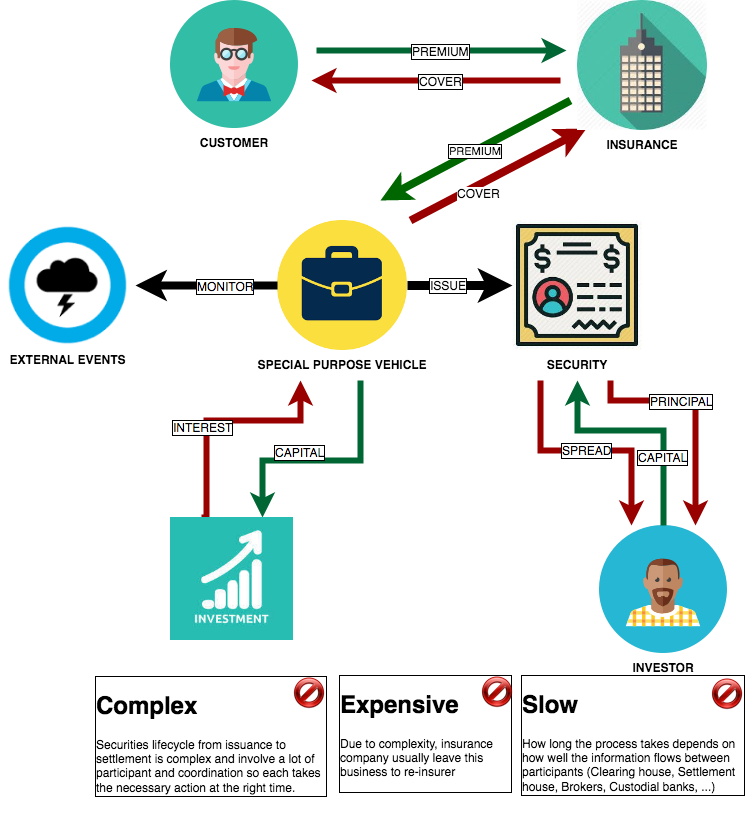 PREMIUM
COVER
CUSTOMER
INSURANCE
PREMIUM
COVER
MONITOR
ISSUE
$ $
EXTERNAL EVENTS
SPECIAL PURPOSE VEHICLE
SECURITY
INTEREST
CAPITAL
PRINCIPAL
SPREAD
CAPITAL
INVESTMENT
INVESTOR
Complex
Securities lifecycle from issuance to
settlement is complex and involve a lot of
participant and coordination so each takes
the necessary action at the right time.
Expensive
Due to complexity, insurance
company usually leave this
business to re-insurer
Slow
How long the process takes depends on
how well the information flows between
participants (Clearing house, Settlement
house, Brokers, Custodial banks, ...)